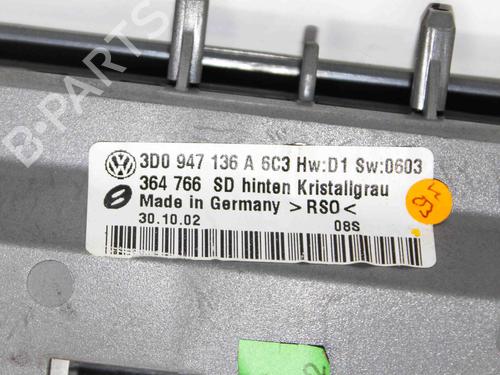 B-PARTS
3D0 947 136 A 6C3 Hw:D1 Sw:0603
364 766 SD hinten Kristallgrau
Made in Germany >RSO<
30.10.02 08S